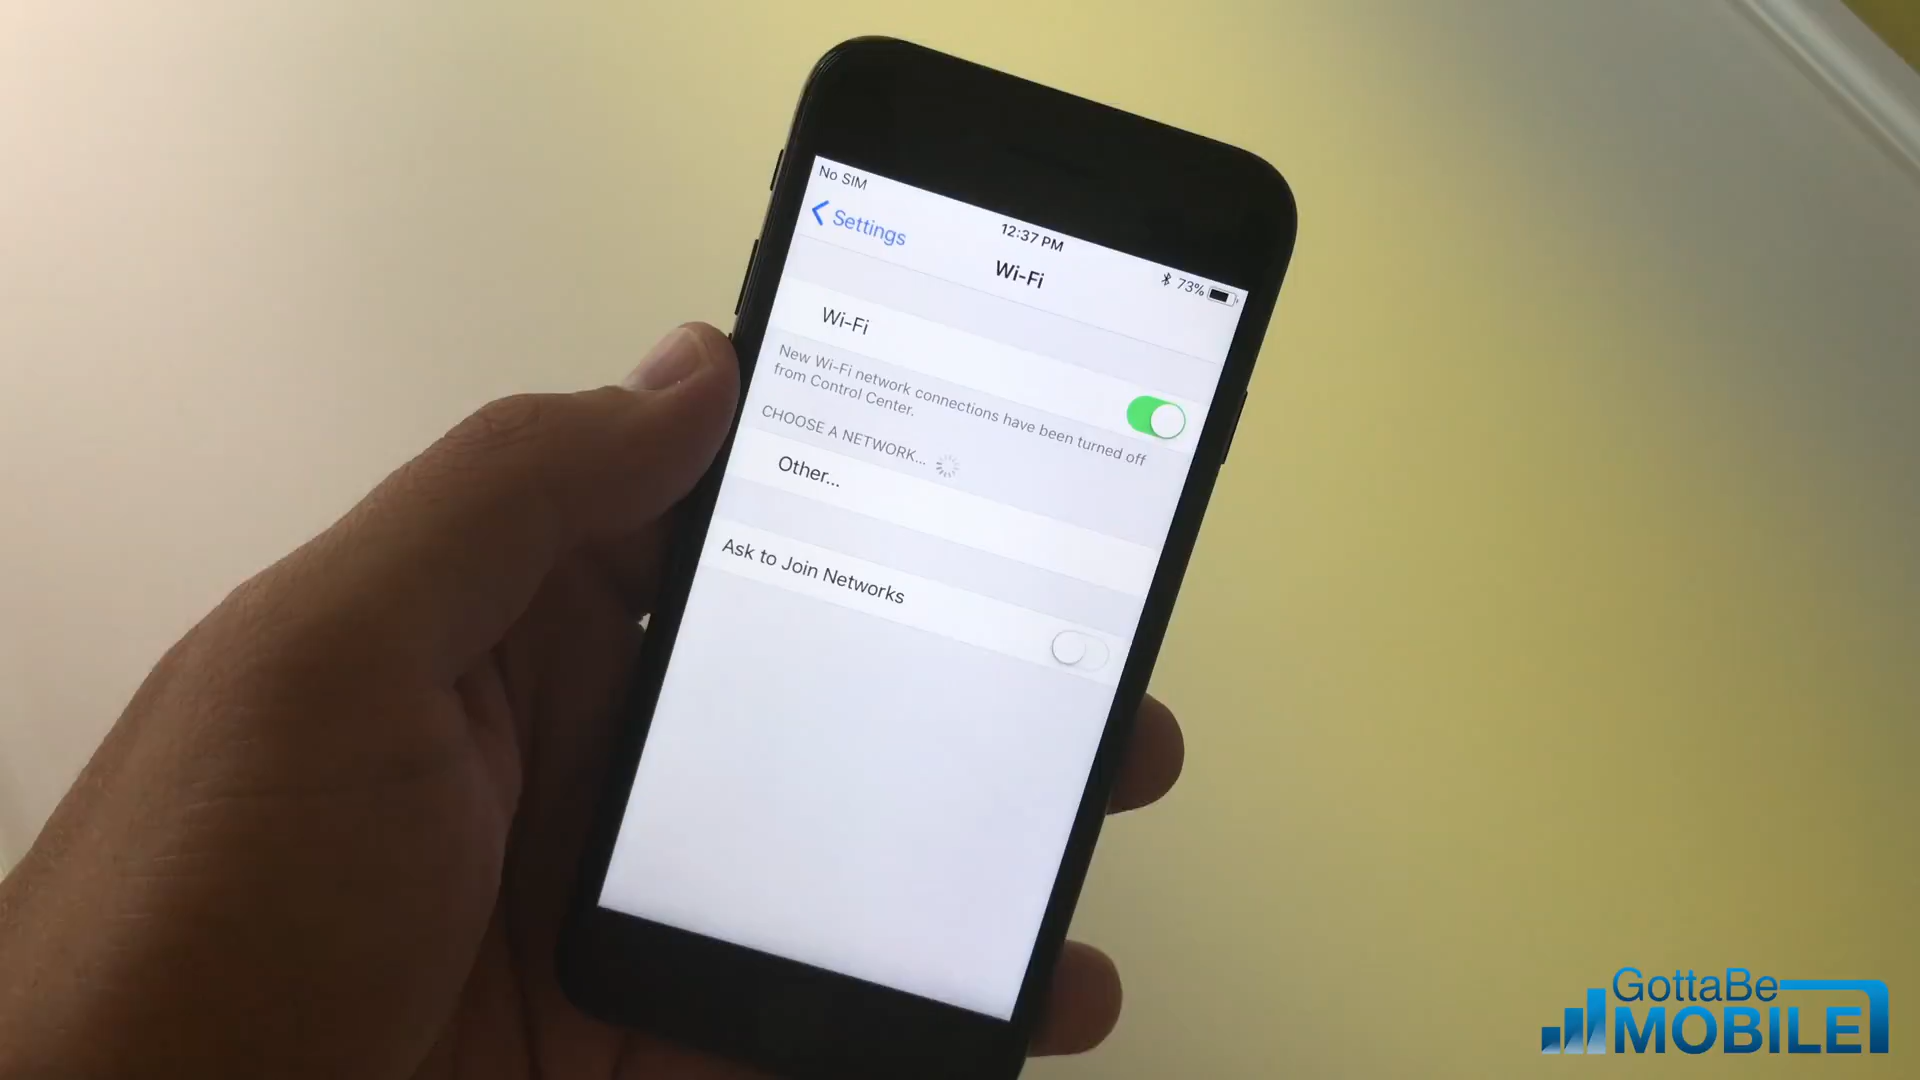 No SIM
12:37 PM
73%
Settings
Wi-Fi
Wi-Fi
New Wi-Fi network connections have been turned off
from Control Center.
CHOOSE A NETWORK...
Other...
Ask to Join Networks
GottaBe
MOBILE